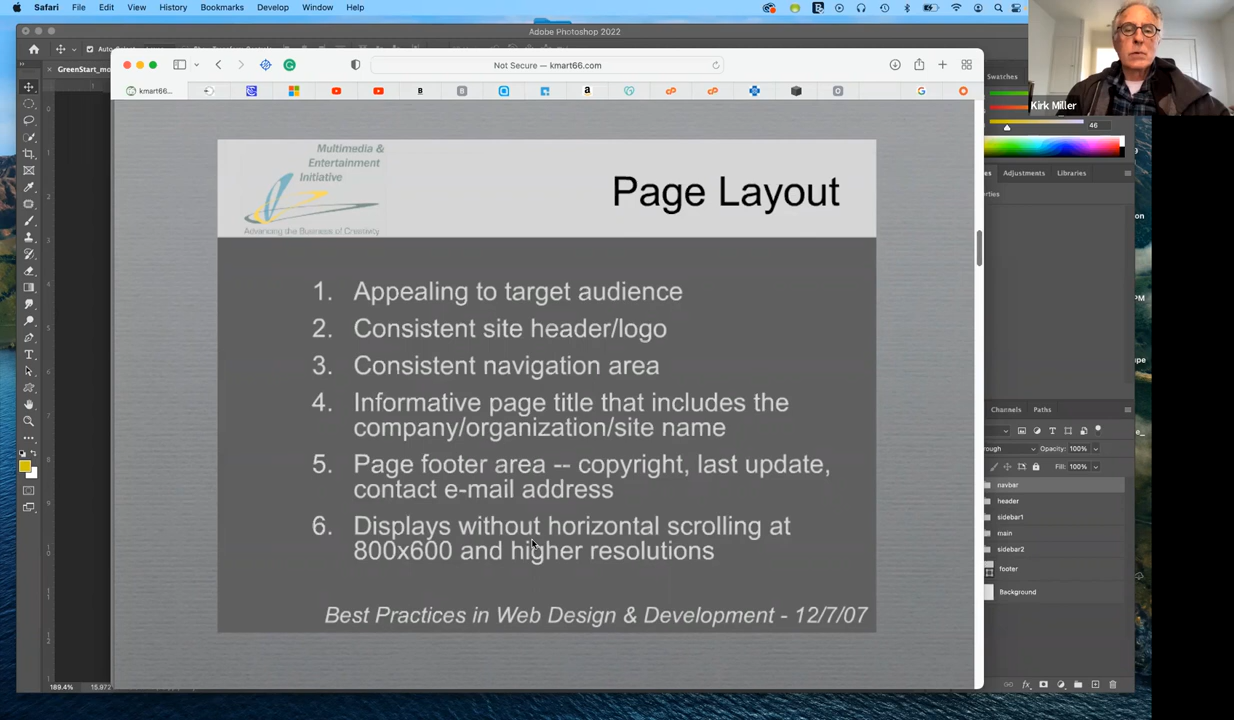 Safari File Edit View History Bookmarks Develop Window Help
Adobe Photoshop 2022
GreenStart_mo
Not Secure — kmart66.com
kmart66...
Kirk Miller
Swatches
46
Adjustments Libraries
Multimedia &
Entertainment
Initiative
Advancing the Business of Creativity
Page Layout
1. Appealing to target audience
2. Consistent site header/logo
3. Consistent navigation area
4. Informative page title that includes the
company/organization/site name
5. Page footer area -- copyright, last update,
contact e-mail address
6. Displays without horizontal scrolling at
800x600 and higher resolutions
Best Practices in Web Design & Development - 12/7/07
Channels Paths
Opacity: 100%
Fill: 100%
navbar
header
sidebar1
main
sidebar2
footer
Background
189.4%